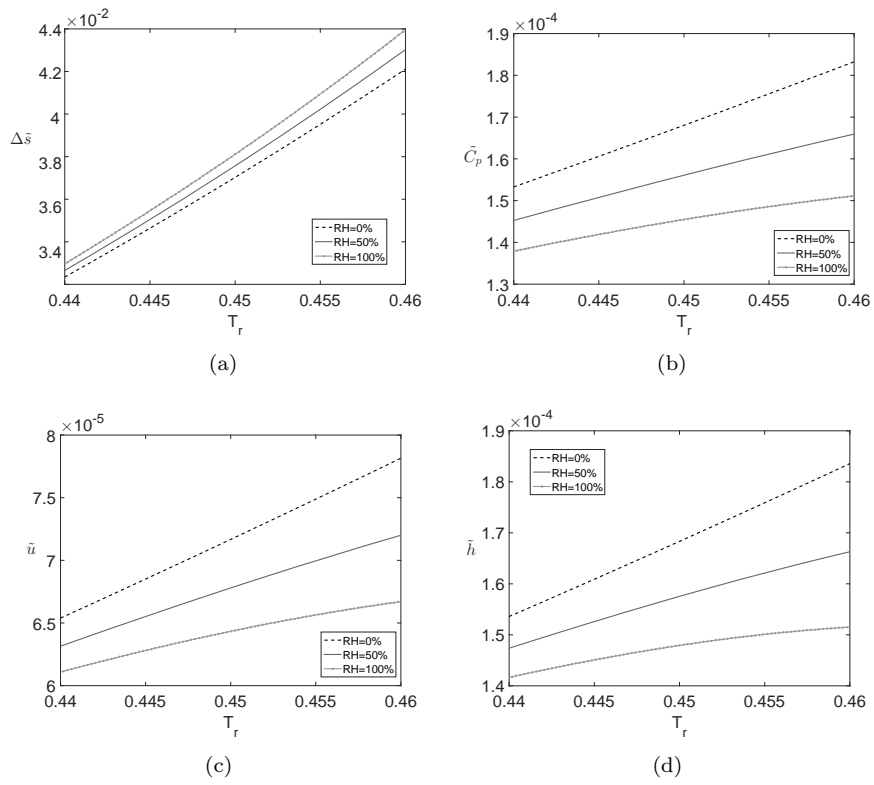 ×10⁻²
4.4
4.2
4
3.8
3.6
3.4
Δs̃
0.44 0.445 0.45 0.455 0.46
T_r
RH=0%
RH=50%
RH=100%
(a)
×10⁻⁴
1.9
1.8
1.7
1.6
1.5
1.4
1.3
C̃_p
0.44 0.445 0.45 0.455 0.46
T_r
RH=0%
RH=50%
RH=100%
(b)
×10⁻⁵
8
7.5
7
6.5
6
ũ
0.44 0.445 0.45 0.455 0.46
T_r
RH=0%
RH=50%
RH=100%
(c)
×10⁻⁴
1.9
1.8
1.7
1.6
1.5
1.4
h̃
0.44 0.445 0.45 0.455 0.46
T_r
RH=0%
RH=50%
RH=100%
(d)